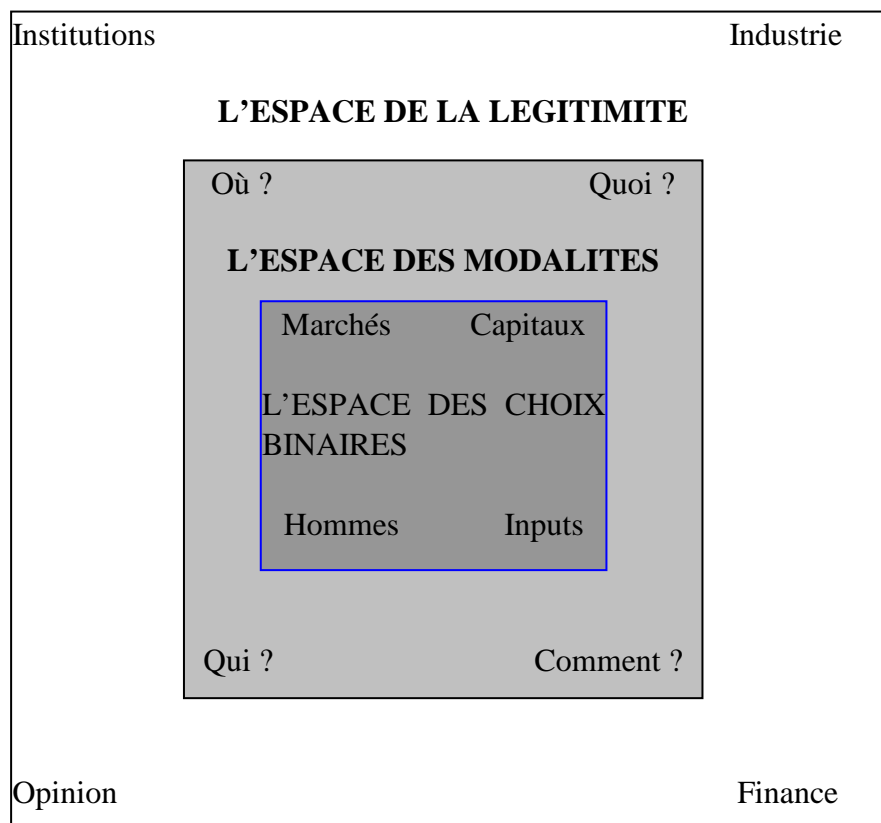 Institutions Industrie
L’ESPACE DE LA LEGITIMITE
Où ? Quoi ?
L’ESPACE DES MODALITES
Marchés Capitaux
L’ESPACE DES CHOIX
BINAIRES
Hommes Inputs
Qui ? Comment ?
Opinion Finance